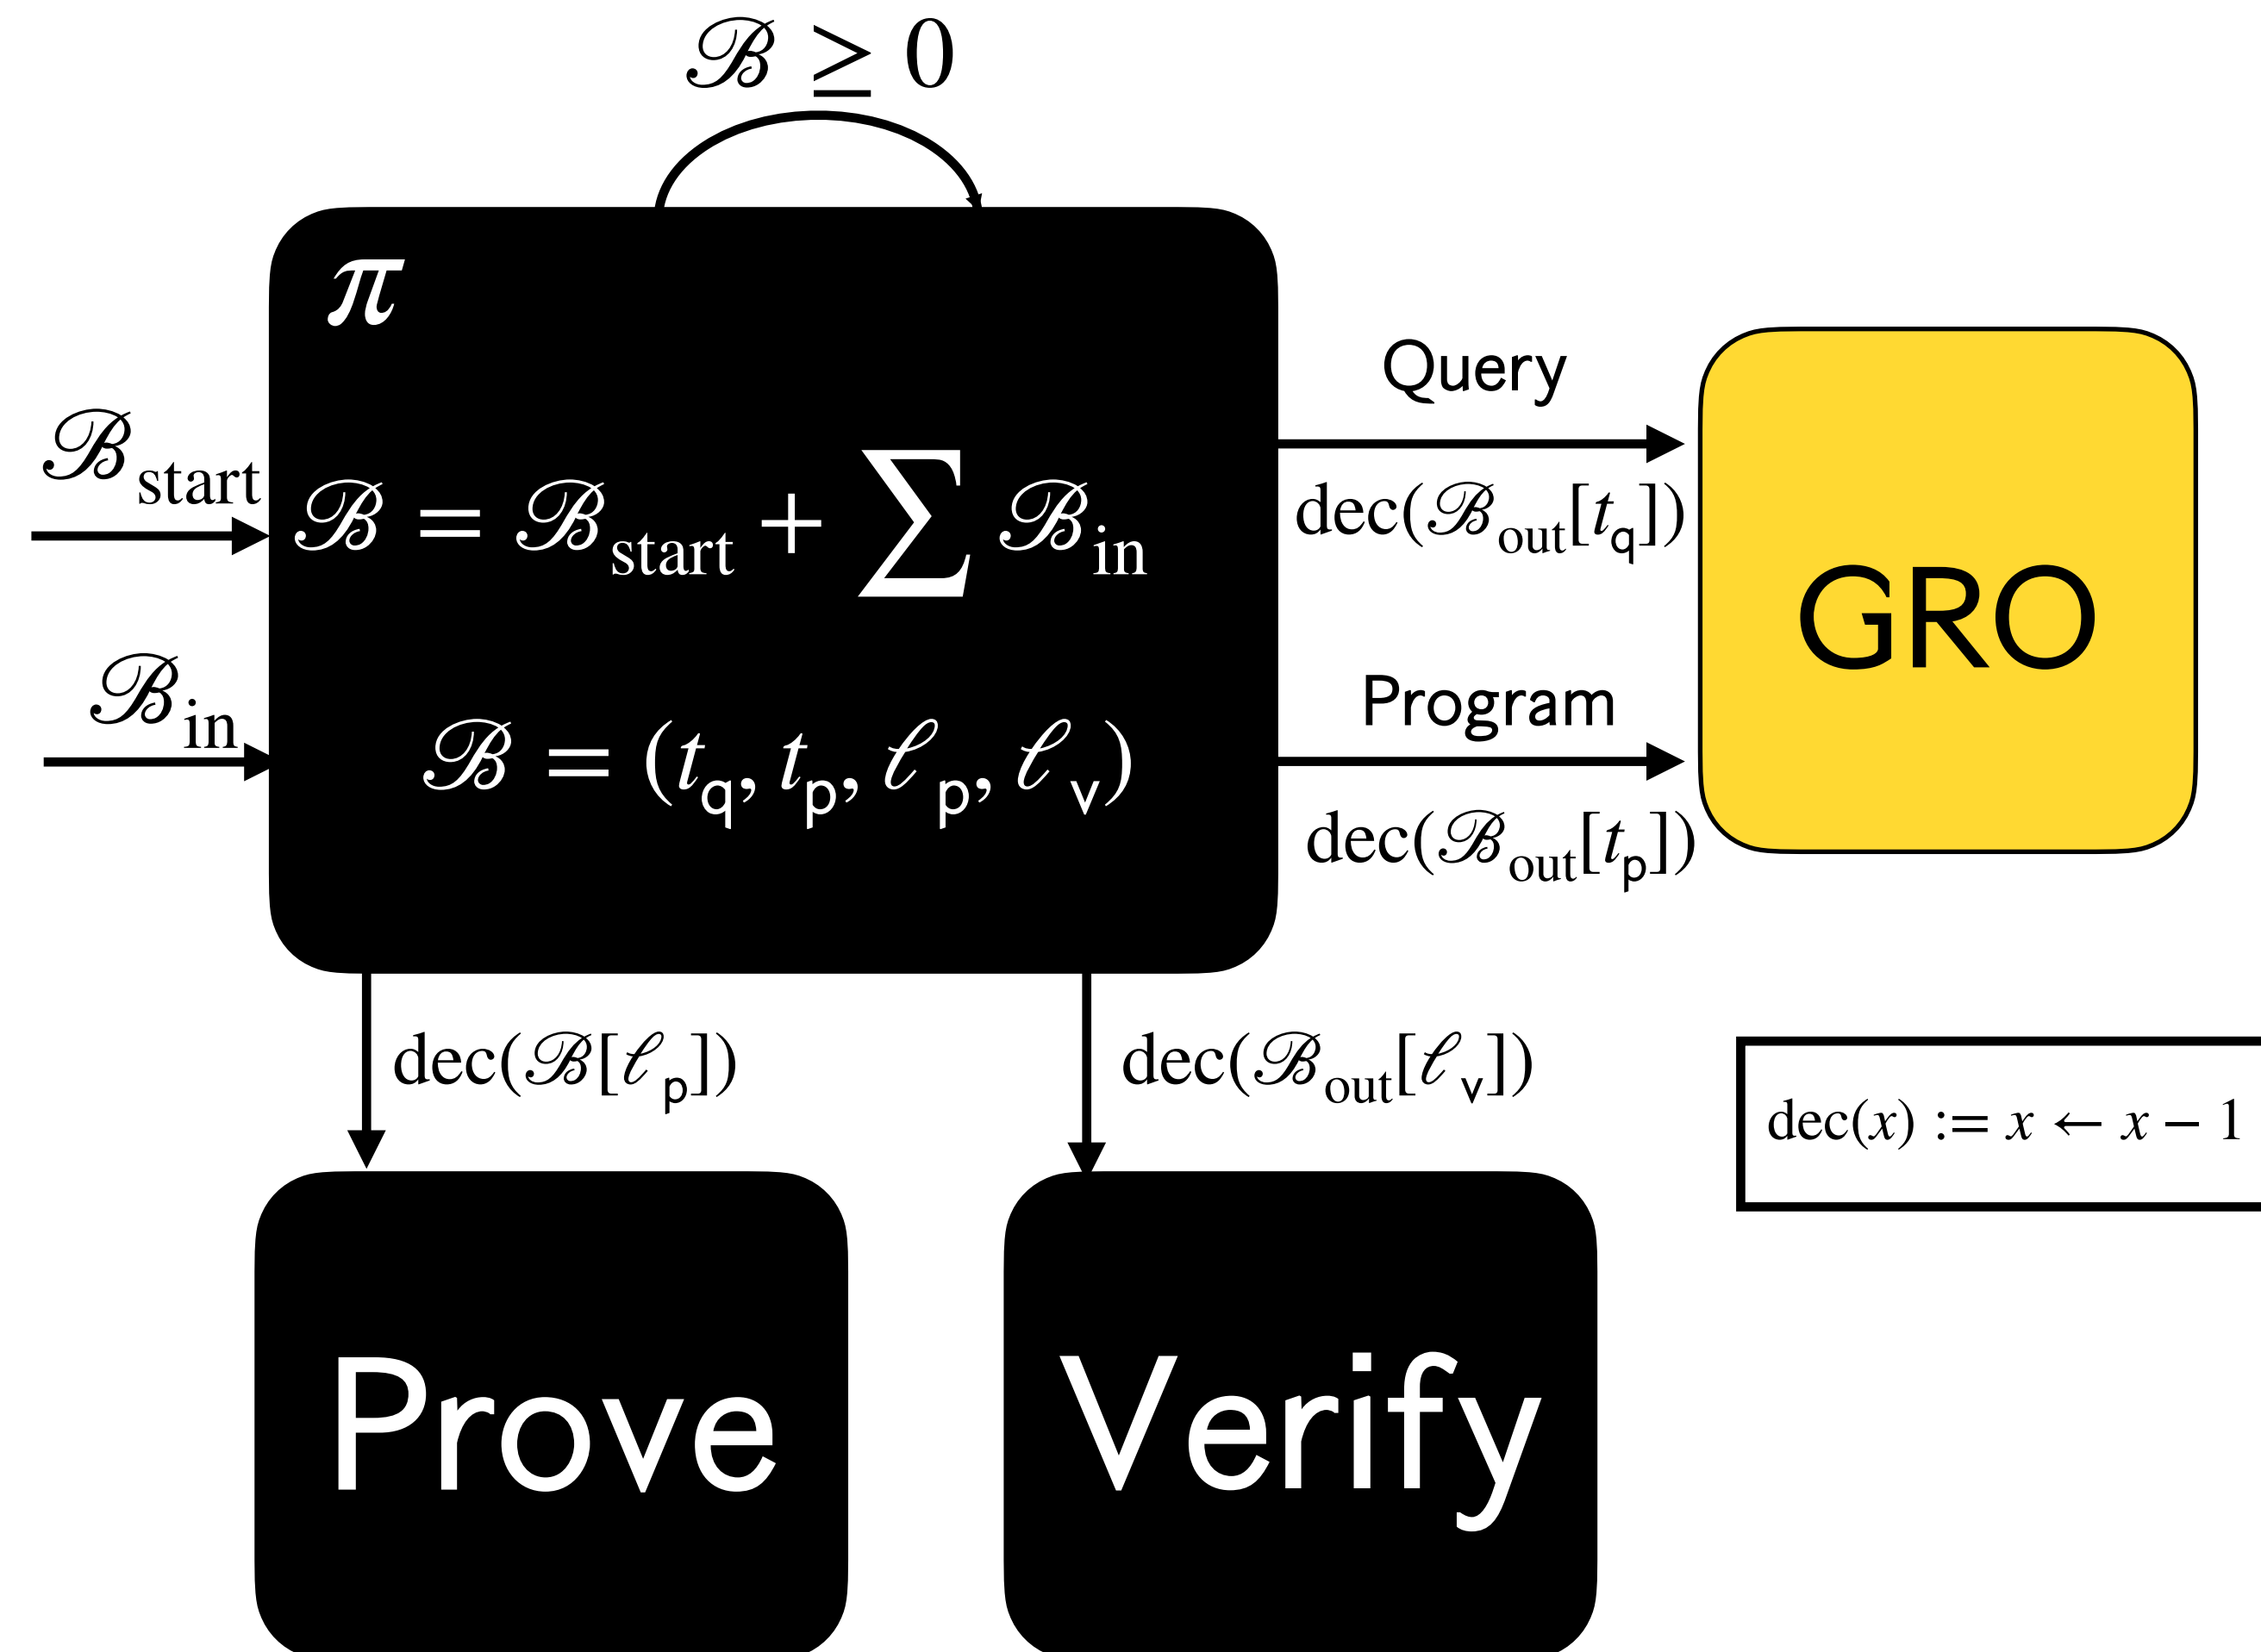 ℬ ≥ 0
π
ℬstart
ℬ = ℬstart + ∑ ℬin
ℬin
ℬ = (tq, tp, ℓp, ℓv)
Query
dec(ℬout[tq])
GRO
Program
dec(ℬout[tp])
dec(ℬ[ℓp])
dec(ℬout[ℓv])
dec(x) := x ← x − 1
Prove
Verify